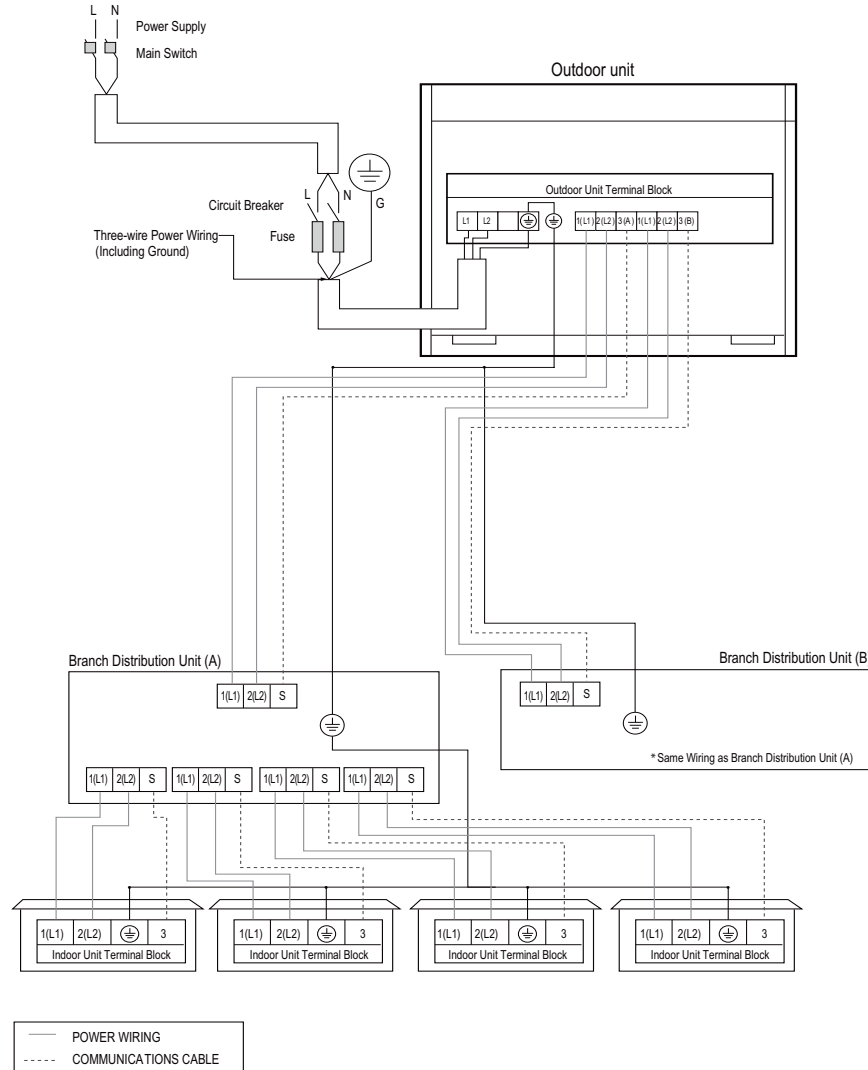 L N
Power Supply
Main Switch
Outdoor unit
Outdoor Unit Terminal Block
L1 L2 1(L1) 2(L2) 3(A) 1(L1) 2(L2) 3(B)
L N
G
Circuit Breaker
Fuse
Three-wire Power Wiring
(Including Ground)
Branch Distribution Unit (A)
1(L1) 2(L2) S
1(L1) 2(L2) S 1(L1) 2(L2) S 1(L1) 2(L2) S 1(L1) 2(L2) S
Branch Distribution Unit (B
1(L1) 2(L2) S
*Same Wiring as Branch Distribution Unit (A)
1(L1) 2(L2) 3
Indoor Unit Terminal Block
1(L1) 2(L2) 3
Indoor Unit Terminal Block
1(L1) 2(L2) 3
Indoor Unit Terminal Block
1(L1) 2(L2) 3
Indoor Unit Terminal Block
POWER WIRING
COMMUNICATIONS CABLE